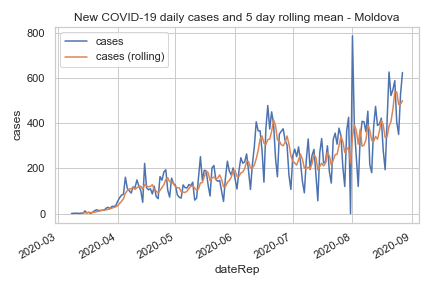 New COVID-19 daily cases and 5 day rolling mean - Moldova
cases
cases (rolling)
800
600
400
200
0
cases
2020-03
2020-04
2020-05
2020-06
2020-07
2020-08
2020-09
dateRep